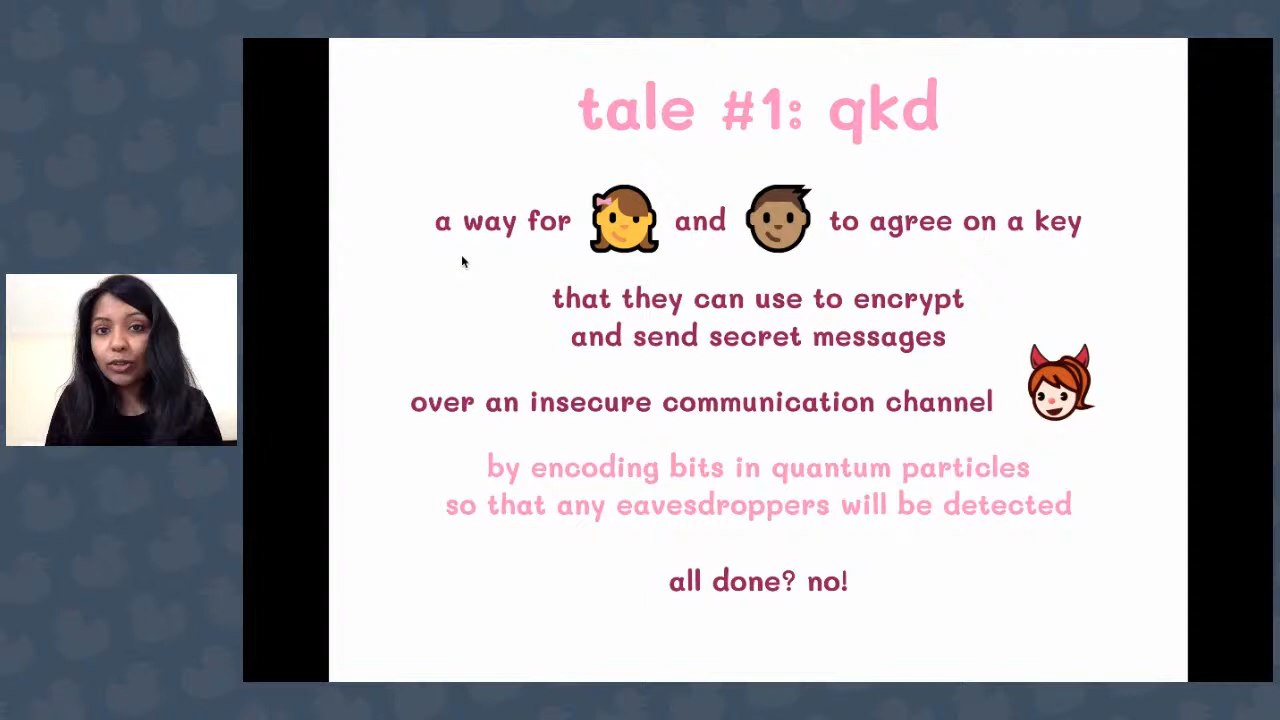 tale #1: qkd
a way for and to agree on a key
that they can use to encrypt
and send secret messages
over an insecure communication channel
by encoding bits in quantum particles
so that any eavesdroppers will be detected
all done? no!